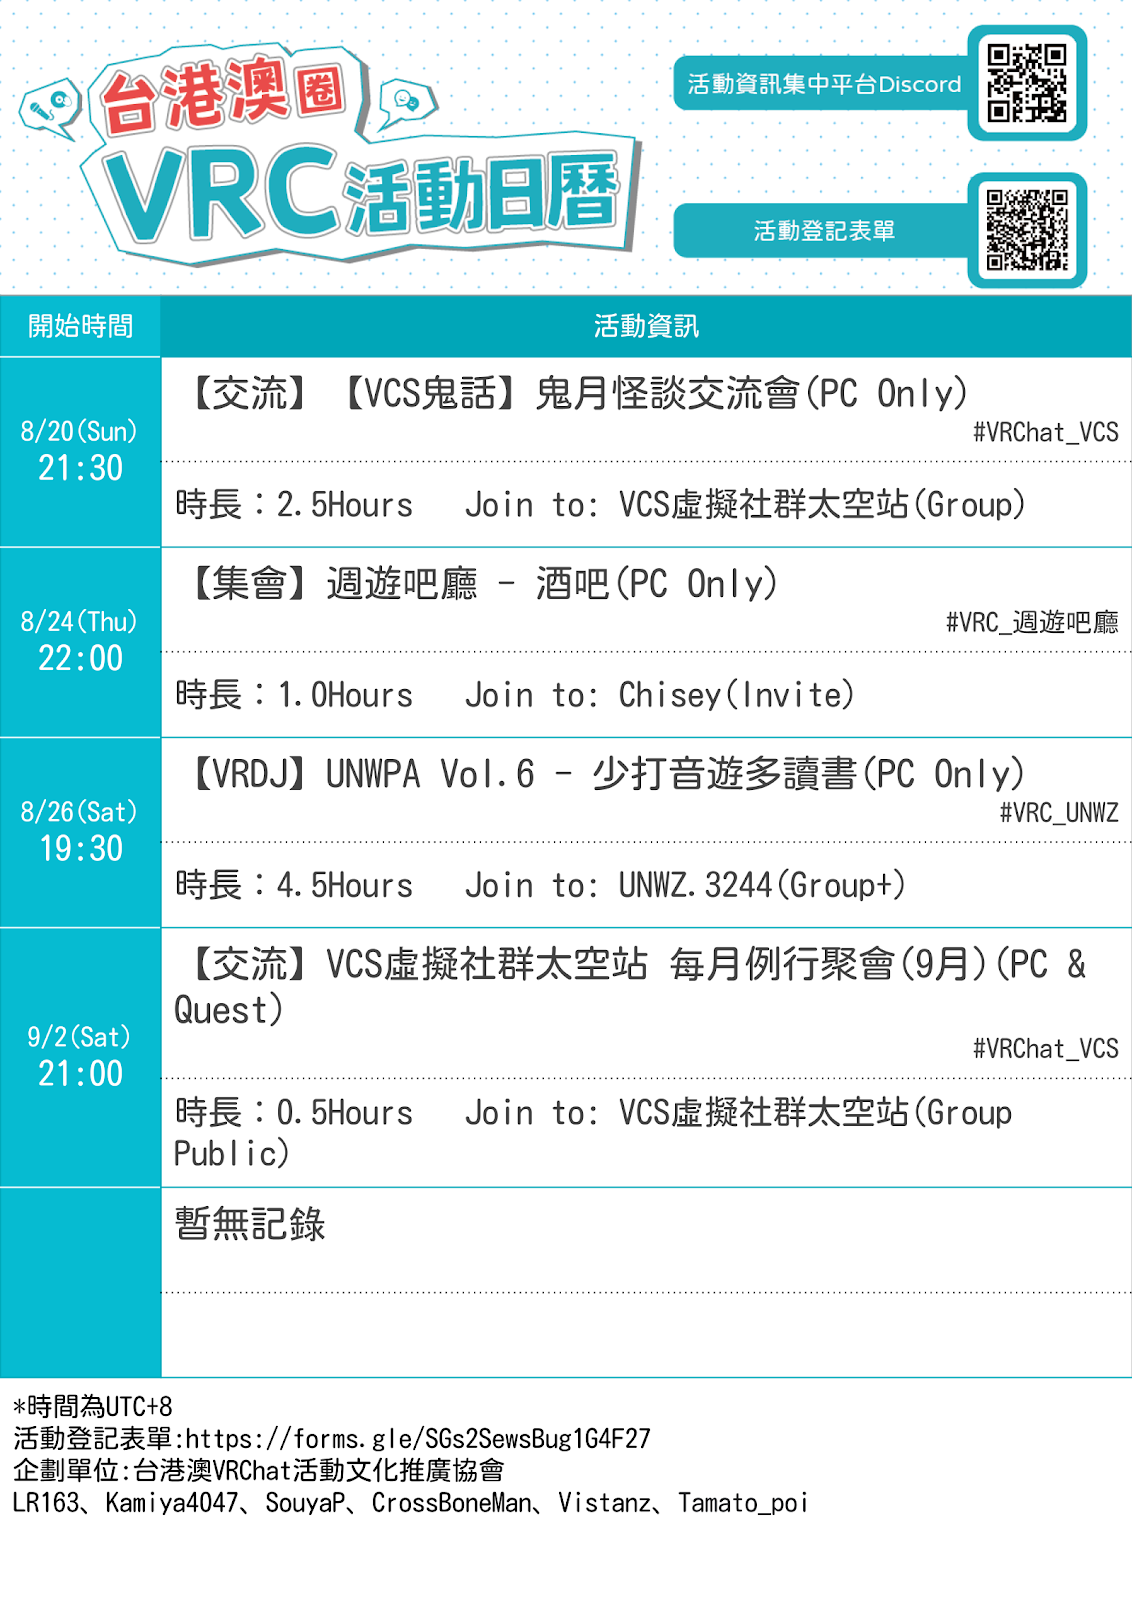 台港澳圈
VRC活動日曆
活動資訊集中平台Discord
活動登記表單
開始時間
活動資訊
8/20(Sun)
21:30
【交流】【VCS鬼話】鬼月怪談交流會(PC Only)
#VRChat_VCS
時長：2.5Hours Join to: VCS虛擬社群太空站(Group)
8/24(Thu)
22:00
【集會】週遊吧廳 - 酒吧(PC Only)
#VRC_週遊吧廳
時長：1.0Hours Join to: Chisey(Invite)
8/26(Sat)
19:30
【VRDJ】UNWPA Vol.6 - 少打音遊多讀書(PC Only)
#VRC_UNWZ
時長：4.5Hours Join to: UNWZ.3244(Group+)
9/2(Sat)
21:00
【交流】VCS虛擬社群太空站 每月例行聚會(9月)(PC &
Quest)
#VRChat_VCS
時長：0.5Hours Join to: VCS虛擬社群太空站(Group
Public)
暫無記錄
*時間為UTC+8
活動登記表單:https://forms.gle/SGs2SewsBug1G4F27
企劃單位:台港澳VRChat活動文化推廣協會
LR163、Kamiya4047、SouyaP、CrossBoneMan、Vistanz、Tamato_poi